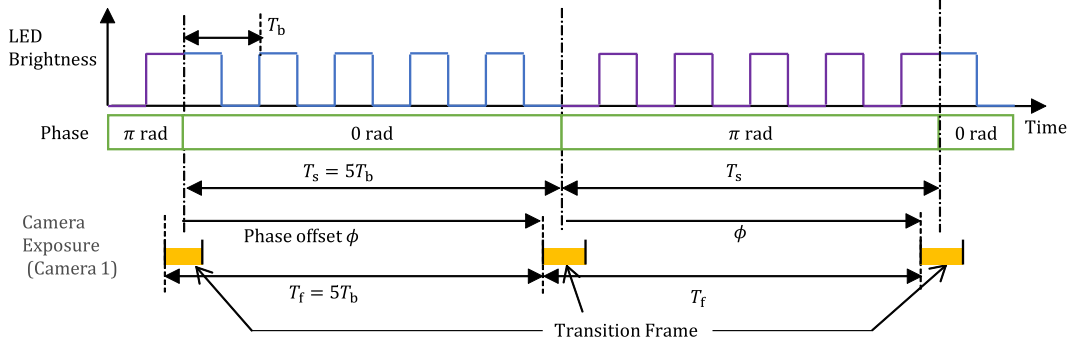 LED
Brightness
T_b
Phase
π rad
0 rad
π rad
0 rad
Time
T_s = 5T_b
T_s
Camera
Exposure
(Camera 1)
Phase offset ϕ
ϕ
T_f = 5T_b
T_f
Transition Frame